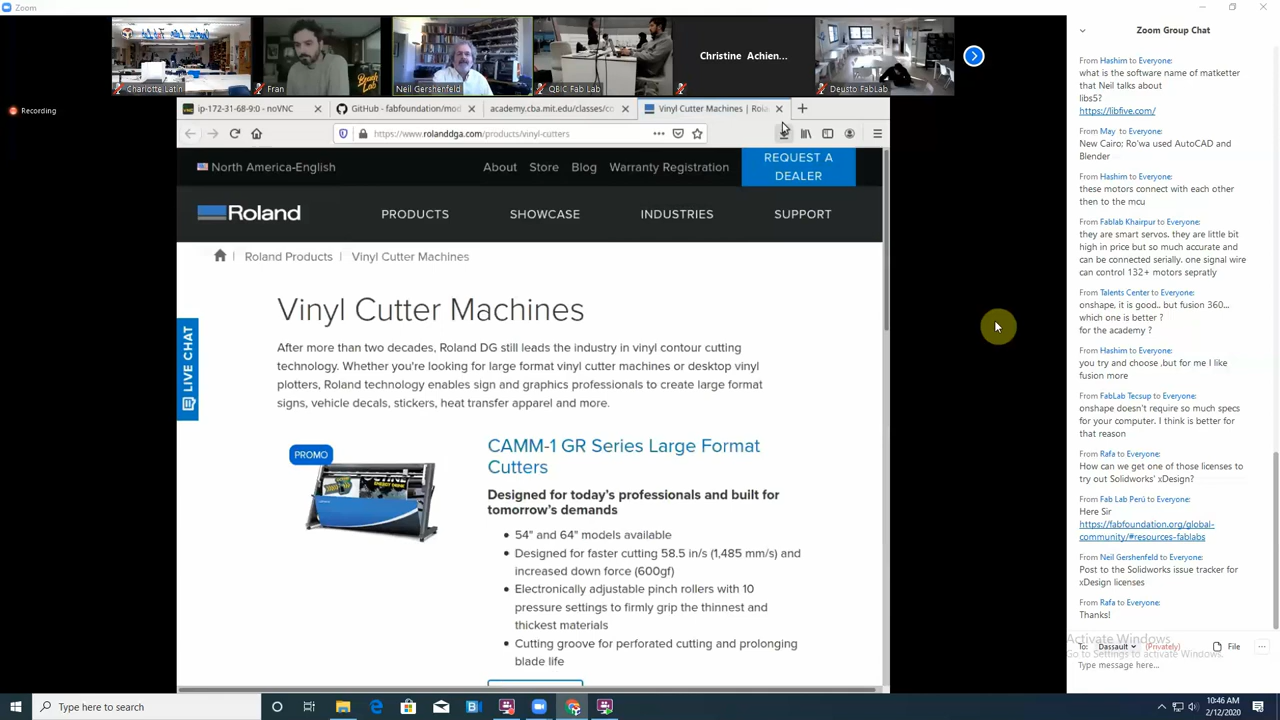 Zoom
Charlotte Latin
Fran
Neil Gershenfeld
QBIC Fab Lab
Christine Achien...
Deusto FabLab
Recording
ip-172-31-68-9:0 - noVNC
GitHub - fabfoundation/mod
academy.cba.mit.edu/classes/co
Vinyl Cutter Machines | Rola
https://www.rolanddga.com/products/vinyl-cutters
North America-English
About
Store
Blog
Warranty Registration
REQUEST A
DEALER
Roland
PRODUCTS
SHOWCASE
INDUSTRIES
SUPPORT
Roland Products
Vinyl Cutter Machines
LIVE CHAT
Vinyl Cutter Machines
After more than two decades, Roland DG still leads the industry in vinyl contour cutting
technology. Whether you're looking for large format vinyl cutter machines or desktop vinyl
plotters, Roland technology enables sign and graphics professionals to create large format
signs, vehicle decals, stickers, heat transfer apparel and more.
PROMO
CAMM-1 GR Series Large Format
Cutters
Designed for today's professionals and built for
tomorrow's demands
54" and 64" models available
Designed for faster cutting 58.5 in/s (1,485 mm/s) and
increased down force (600gf)
Electronically adjustable pinch rollers with 10
pressure settings to firmly grip the thinnest and
thickest materials
Cutting groove for perforated cutting and prolonging
blade life
Zoom Group Chat
From Hashim to Everyone:
what is the software name of matketter
that Neil talks about
libs5?
https://libfive.com/
From May to Everyone:
New Cairo; Ro'wa used AutoCAD and
Blender
From Hashim to Everyone:
these motors connect with each other
then to the mcu
From Fablab Khairpur to Everyone:
they are smart servos. they are little bit
high in price but so much accurate and
can be connected serially. one signal wire
can control 132+ motors sepratly
From Talents Center to Everyone:
onshape, it is good.. but fusion 360...
which one is better ?
for the academy ?
From Hashim to Everyone:
you try and choose ,but for me I like
fusion more
From FabLab Tecsup to Everyone:
onshape doesn't require so much specs
for your computer. I think is better for
that reason
From Rafa to Everyone:
How can we get one of those licenses to
try out Solidworks' xDesign?
From Fab Lab Perú to Everyone:
Here Sir
https://fabfoundation.org/global-
community/#resources-fablabs
From Neil Gershenfeld to Everyone:
Post to the Solidworks issue tracker for
xDesign licenses
From Rafa to Everyone:
Thanks!
Activate Windows
Go to Settings to activate Windows.
To: Dassault (Privately)
File
Type message here...
Type here to search
10:46 AM
2/12/2020